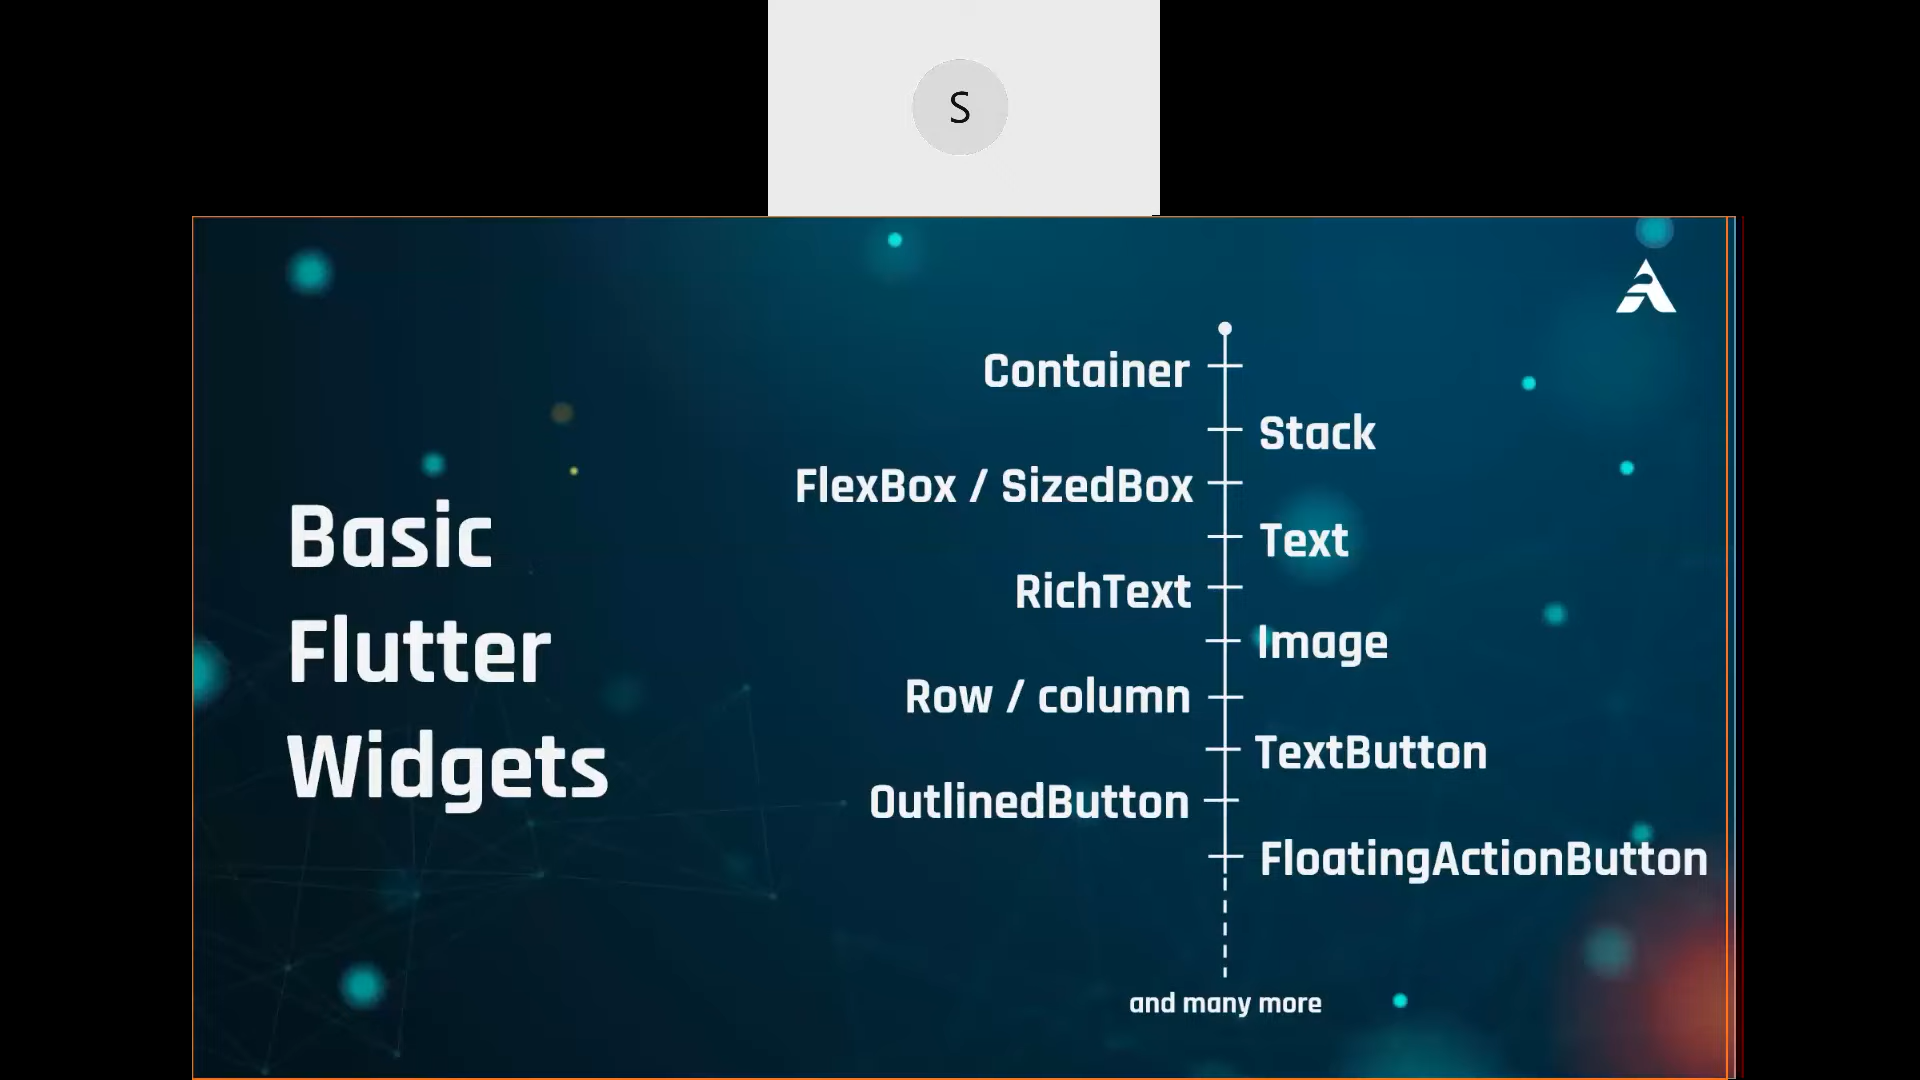 S
Basic
Flutter
Widgets
Container
Stack
FlexBox / SizedBox
Text
RichText
Image
Row / column
TextButton
OutlinedButton
FloatingActionButton
and many more